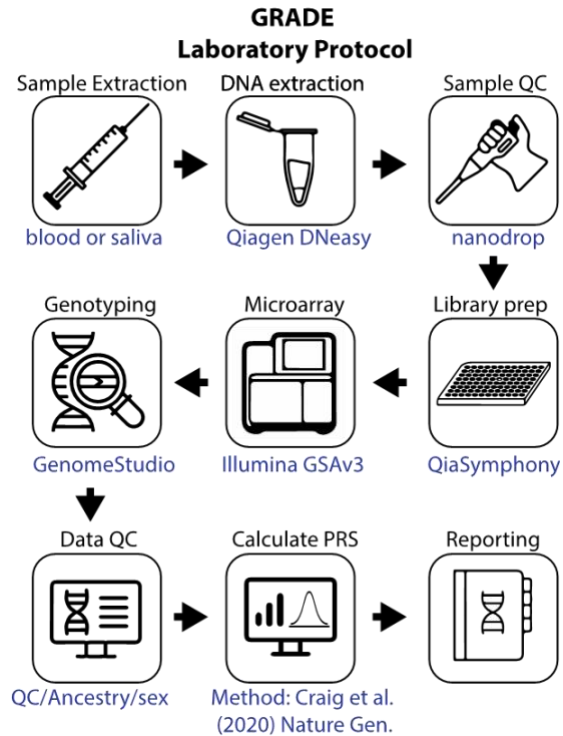 GRADE
Laboratory Protocol
Sample Extraction
DNA extraction
Sample QC
blood or saliva
Qiagen DNeasy
nanodrop
Genotyping
Microarray
Library prep
GenomeStudio
Illumina GSAv3
QiaSymphony
Data QC
Calculate PRS
Reporting
QC/Ancestry/sex
Method: Craig et al.
(2020) Nature Gen.